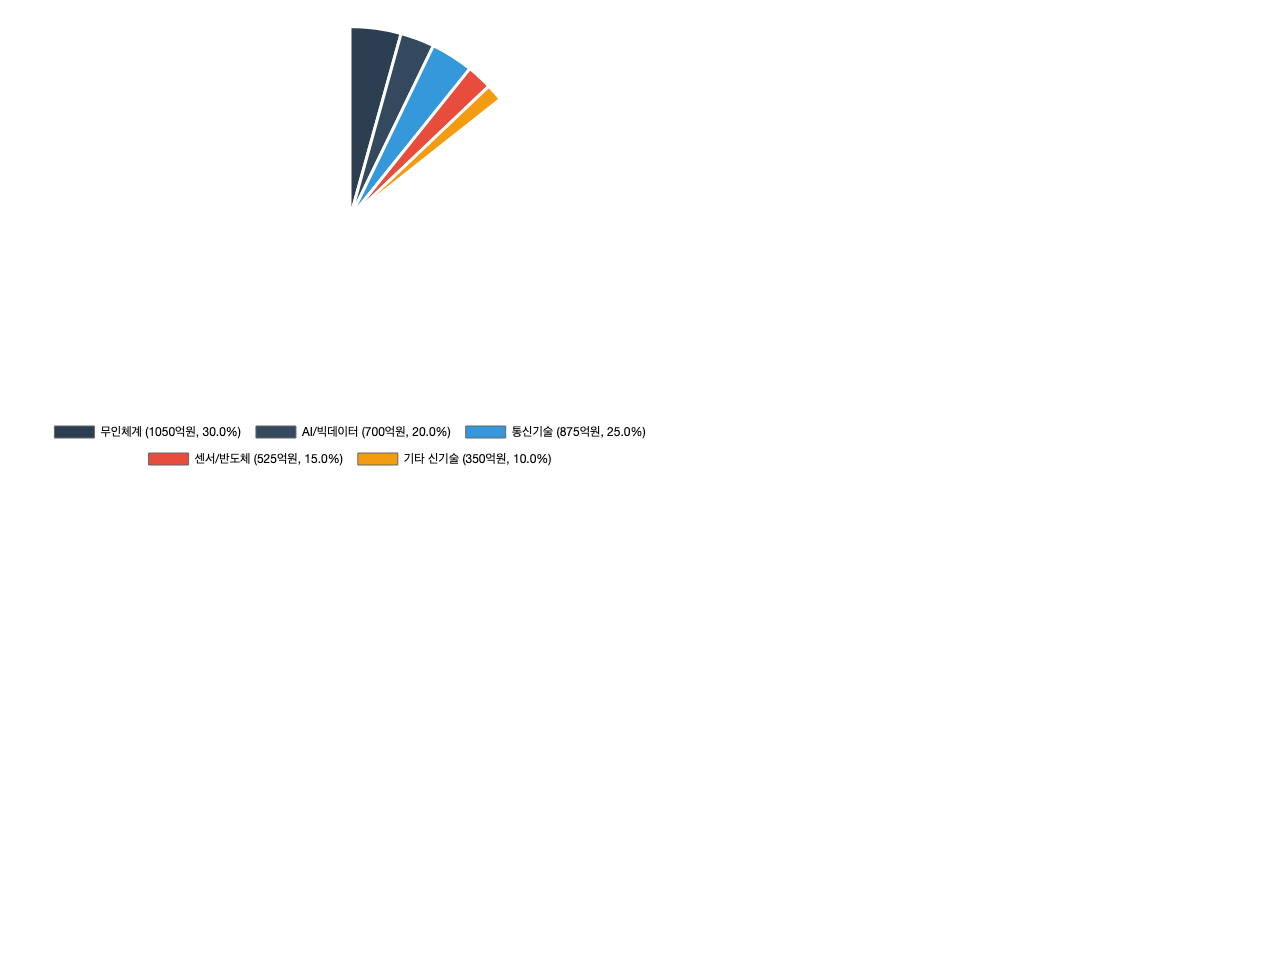 무인체계 (1050억원, 30.0%) AI/빅데이터 (700억원, 20.0%) 통신기술 (875억원, 25.0%)
센서/반도체 (525억원, 15.0%) 기타 신기술 (350억원, 10.0%)